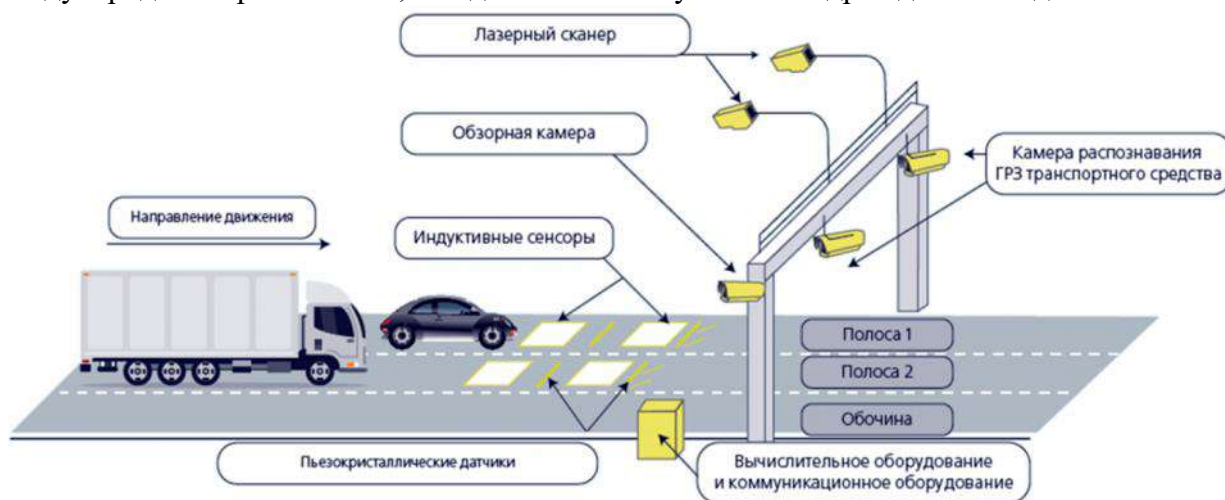 Лазерный сканер
Обзорная камера
Камера распознавания
ГРЗ транспортного средства
Направление движения
Индуктивные сенсоры
Полоса 1
Полоса 2
Обочина
Пьезокристаллические датчики
Вычислительное оборудование
и коммуникационное оборудование